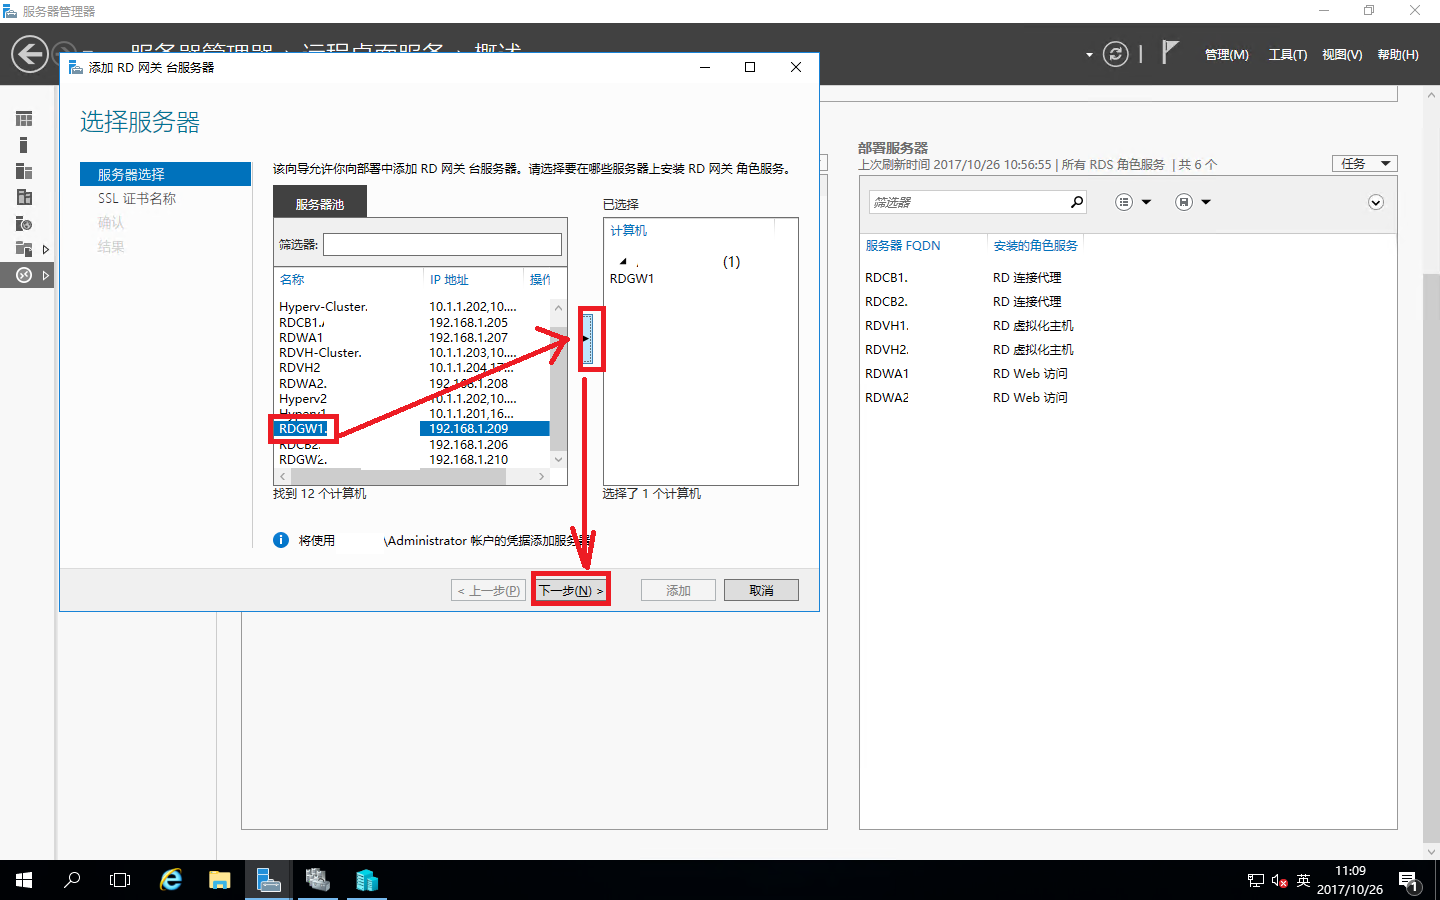 服务器管理器
服务器管理器 · 远程桌面服务 · 概述
管理(M) 工具(T) 视图(V) 帮助(H)
添加 RD 网关 台服务器
选择服务器
服务器选择
SSL 证书名称
确认
结果
该向导允许你向部署中添加 RD 网关 台服务器。请选择要在哪些服务器上安装 RD 网关 角色服务。
服务器池
筛选器:
名称 IP 地址 操作
Hyperv-Cluster. 10.1.1.202,10....
RDCB1. 192.168.1.205
RDWA1 192.168.1.207
RDVH-Cluster. 10.1.1.203,10....
RDVH2 10.1.1.204,17...
RDWA2. 192.168.1.208
Hyperv2 10.1.1.202,10....
Hyperv1 10.1.1.201,16...
RDGW1. 192.168.1.209
RDCB2. 192.168.1.206
RDGW2. 192.168.1.210
找到 12 个计算机
已选择
计算机
. (1)
RDGW1
选择了 1 个计算机
将使用 \Administrator 帐户的凭据添加服务器
< 上一步(P) 下一步(N) > 添加 取消
部署服务器
上次刷新时间 2017/10/26 10:56:55 | 所有 RDS 角色服务 | 共 6 个
任务
筛选器
服务器 FQDN 安装的角色服务
RDCB1. RD 连接代理
RDCB2. RD 连接代理
RDVH1. RD 虚拟化主机
RDVH2. RD 虚拟化主机
RDWA1 RD Web 访问
RDWA2 RD Web 访问
英
11:09
2017/10/26
1